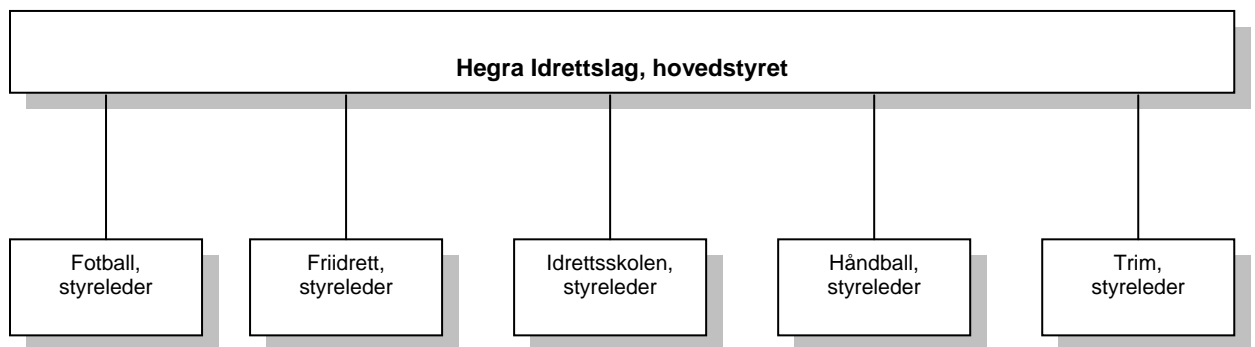 Hegra Idrettslag, hovedstyret
Fotball,
styreleder
Friidrett,
styreleder
Idrettsskolen,
styreleder
Håndball,
styreleder
Trim,
styreleder